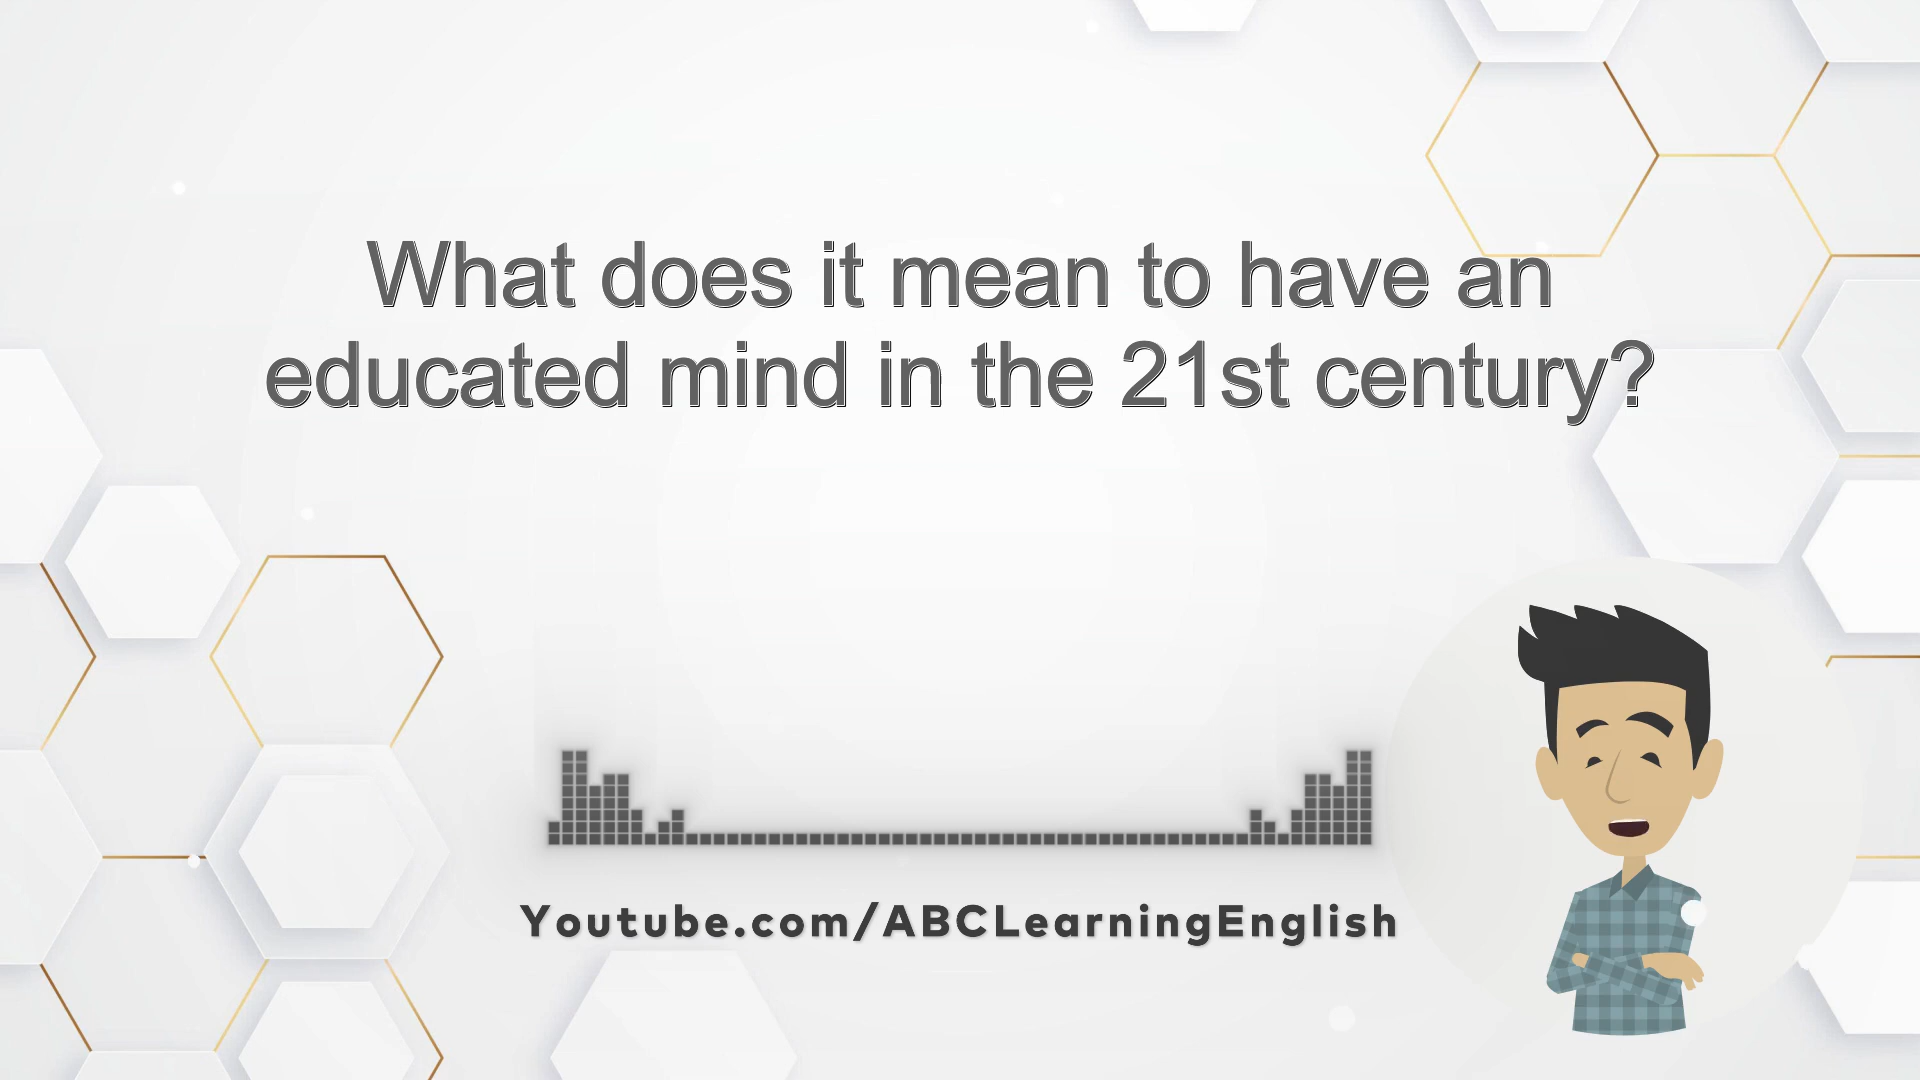 What does it mean to have an
educated mind in the 21st century?
Youtube.com/ABCLearningEnglish